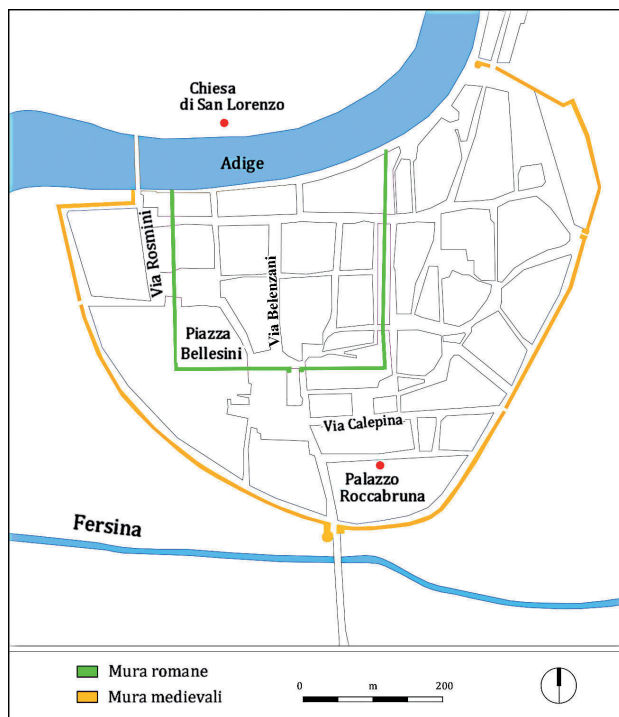 Chiesa
di San Lorenzo
Adige
Via Rosmini
Via Belenzani
Piazza
Bellesini
Via Calepina
Palazzo
Roccabruna
Fersina
Mura romane
Mura medievali
0 m 200